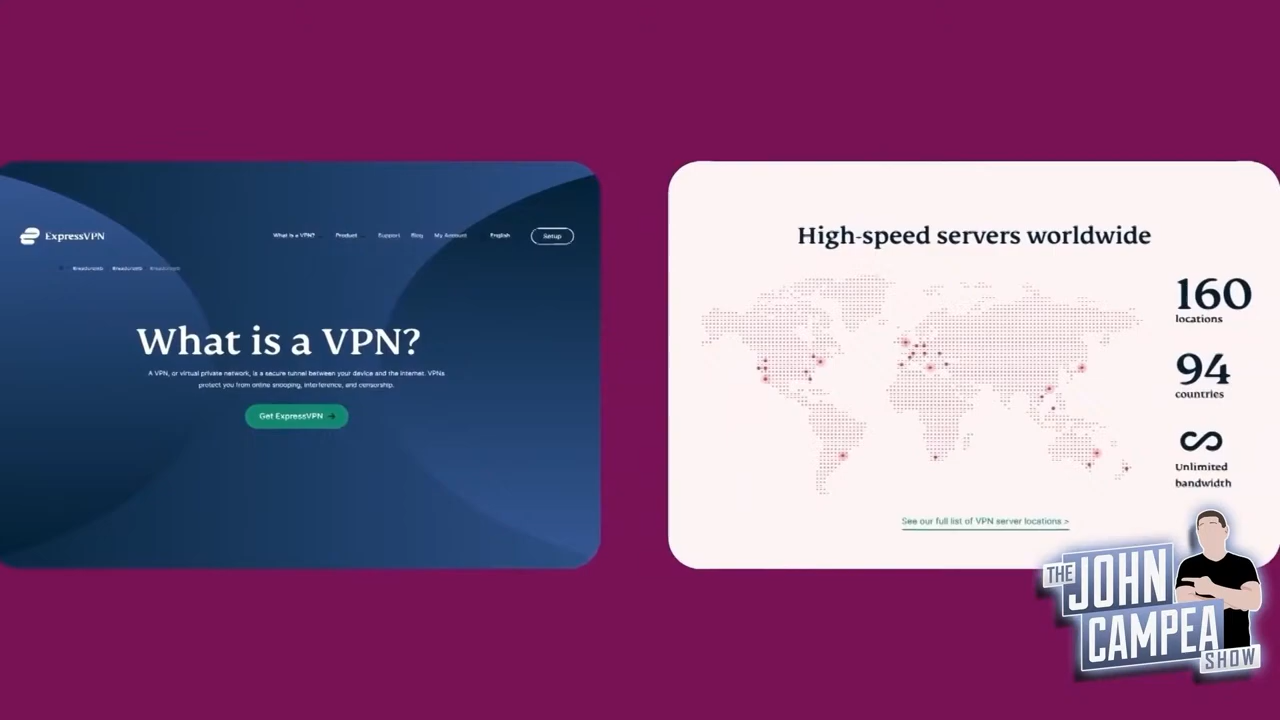 ExpressVPN
What is a VPN?
Product
Support
Blog
My Account
English
Setup
What is a VPN?
A VPN, or virtual private network, is a secure tunnel between your device and the internet. VPNs
protect you from online snooping, interference, and censorship.
Get ExpressVPN →
High-speed servers worldwide
160
locations
94
countries
∞
Unlimited
bandwidth
See our full list of VPN server locations >
THE
JOHN
CAMPEA
SHOW